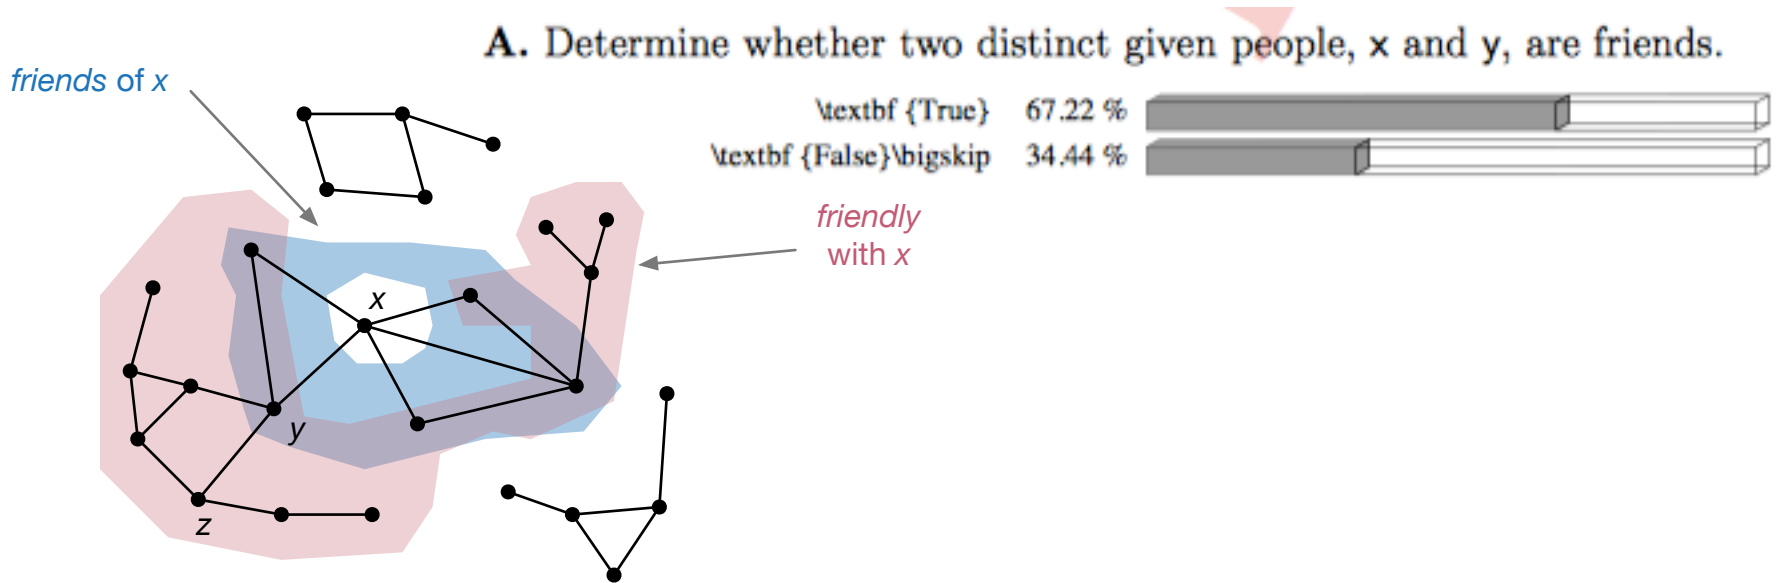 A. Determine whether two distinct given people, x and y, are friends.
friends of x
\textbf {True} 67.22 %
\textbf {False}\bigskip 34.44 %
friendly
with x
x
y
z